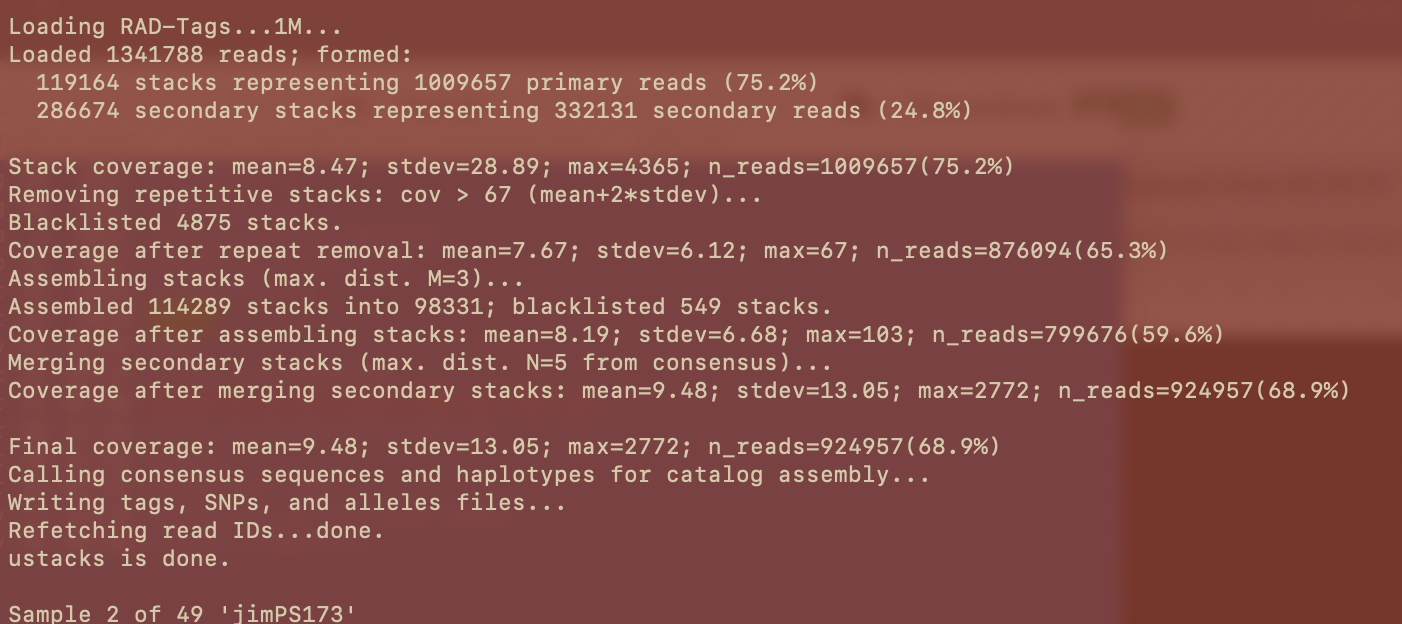 Loading RAD-Tags...1M...
Loaded 1341788 reads; formed:
  119164 stacks representing 1009657 primary reads (75.2%)
  286674 secondary stacks representing 332131 secondary reads (24.8%)

Stack coverage: mean=8.47; stdev=28.89; max=4365; n_reads=1009657(75.2%)
Removing repetitive stacks: cov > 67 (mean+2*stdev)...
Blacklisted 4875 stacks.
Coverage after repeat removal: mean=7.67; stdev=6.12; max=67; n_reads=876094(65.3%)
Assembling stacks (max. dist. M=3)...
Assembled 114289 stacks into 98331; blacklisted 549 stacks.
Coverage after assembling stacks: mean=8.19; stdev=6.68; max=103; n_reads=799676(59.6%)
Merging secondary stacks (max. dist. N=5 from consensus)...
Coverage after merging secondary stacks: mean=9.48; stdev=13.05; max=2772; n_reads=924957(68.9%)

Final coverage: mean=9.48; stdev=13.05; max=2772; n_reads=924957(68.9%)
Calling consensus sequences and haplotypes for catalog assembly...
Writing tags, SNPs, and alleles files...
Refetching read IDs...done.
ustacks is done.

Sample 2 of 49 'jimPS173'